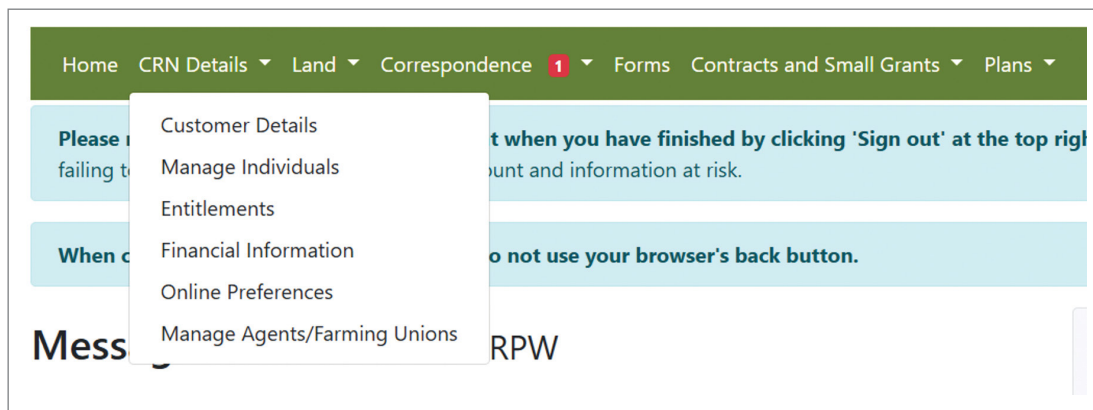 Home CRN Details Land Correspondence 1 Forms Contracts and Small Grants Plans
Customer Details
Manage Individuals
Entitlements
Financial Information
Online Preferences
Manage Agents/Farming Unions
Please t when you have finished by clicking 'Sign out' at the top righ
failing to unt and information at risk.
When o not use your browser's back button.
Mess RPW